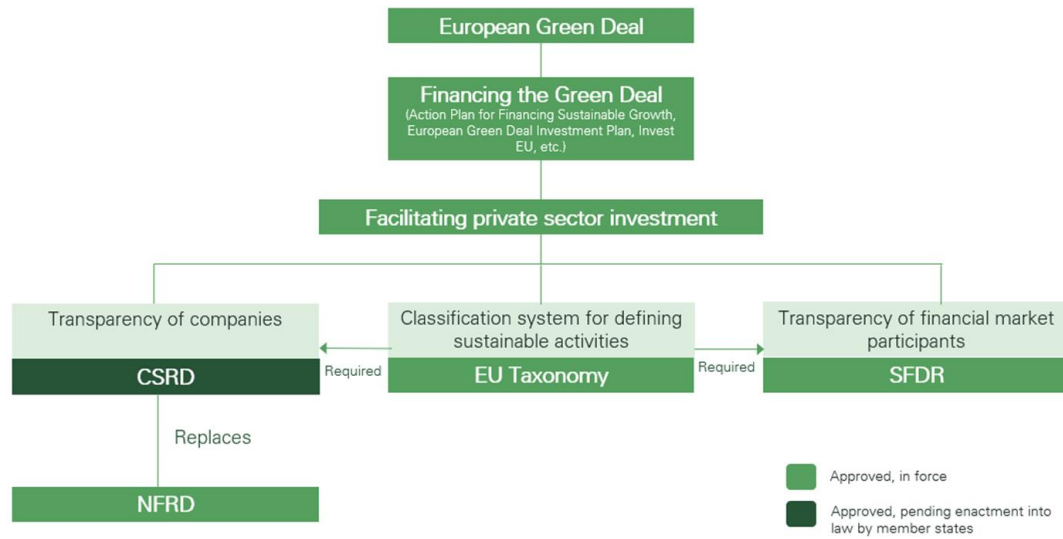 European Green Deal
Financing the Green Deal
(Action Plan for Financing Sustainable Growth,
European Green Deal Investment Plan, Invest
EU, etc.)
Facilitating private sector investment
Transparency of companies
CSRD
Required
Classification system for defining
sustainable activities
EU Taxonomy
Required
Transparency of financial market
participants
SFDR
Replaces
NFRD
Approved, in force
Approved, pending enactment into
law by member states